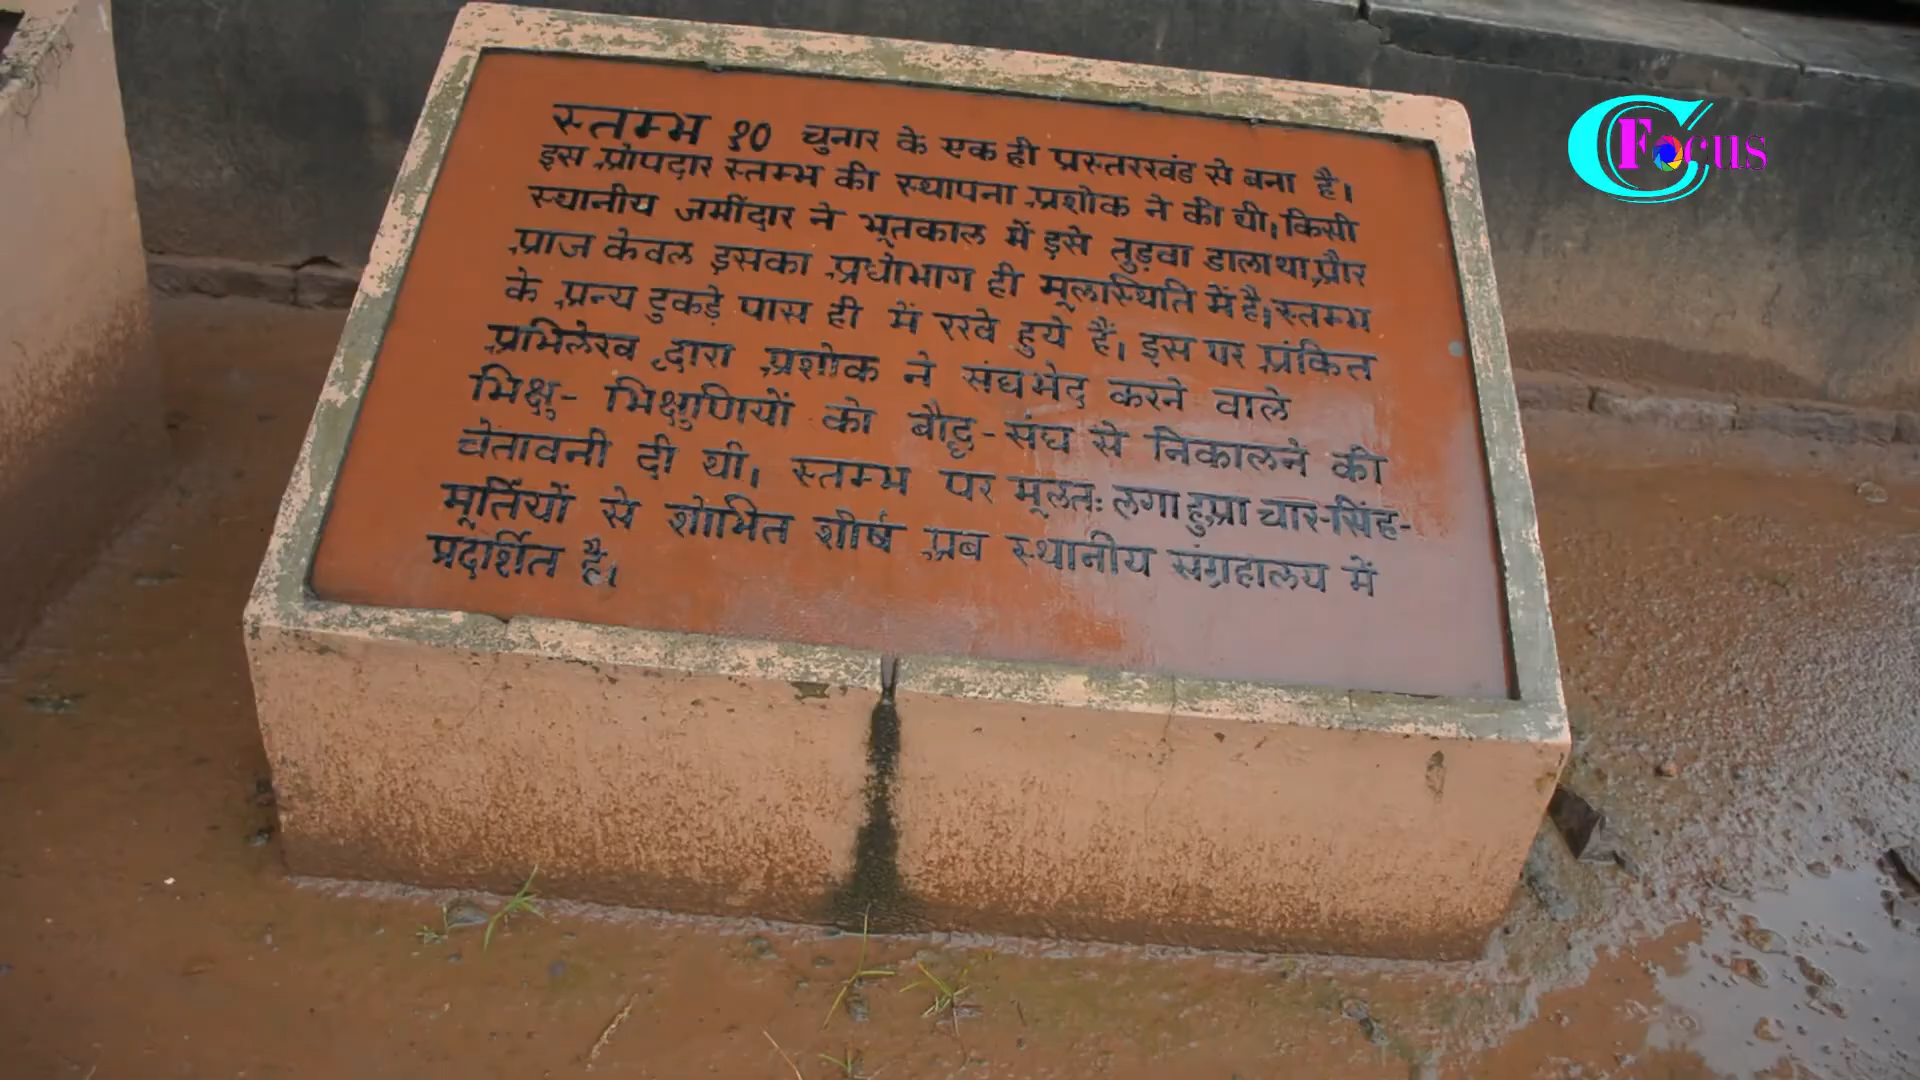 स्तम्भ १० चुनार के एक ही प्रस्तरखंड से बना है।
इस ओपदार स्तम्भ की स्थापना अशोक ने की थी। किसी
स्थानीय जमींदार ने भूतकाल में इसे तुड़वा डाला था और
आज केवल इसका अधोभाग ही मूलास्थिति में है। स्तम्भ
के अन्य टुकड़े पास ही में रखे हुये हैं। इस पर अंकित
अभिलेख द्वारा अशोक ने संघभेद करने वाले
भिक्षु- भिक्षुणियों को बौद्ध-संघ से निकालने की
चेतावनी दी थी। स्तम्भ पर मूलतः लगा हुआ चार-सिंह-
मूर्तियों से शोभित शीर्ष अब स्थानीय संग्रहालय में
प्रदर्शित है।
C Focus